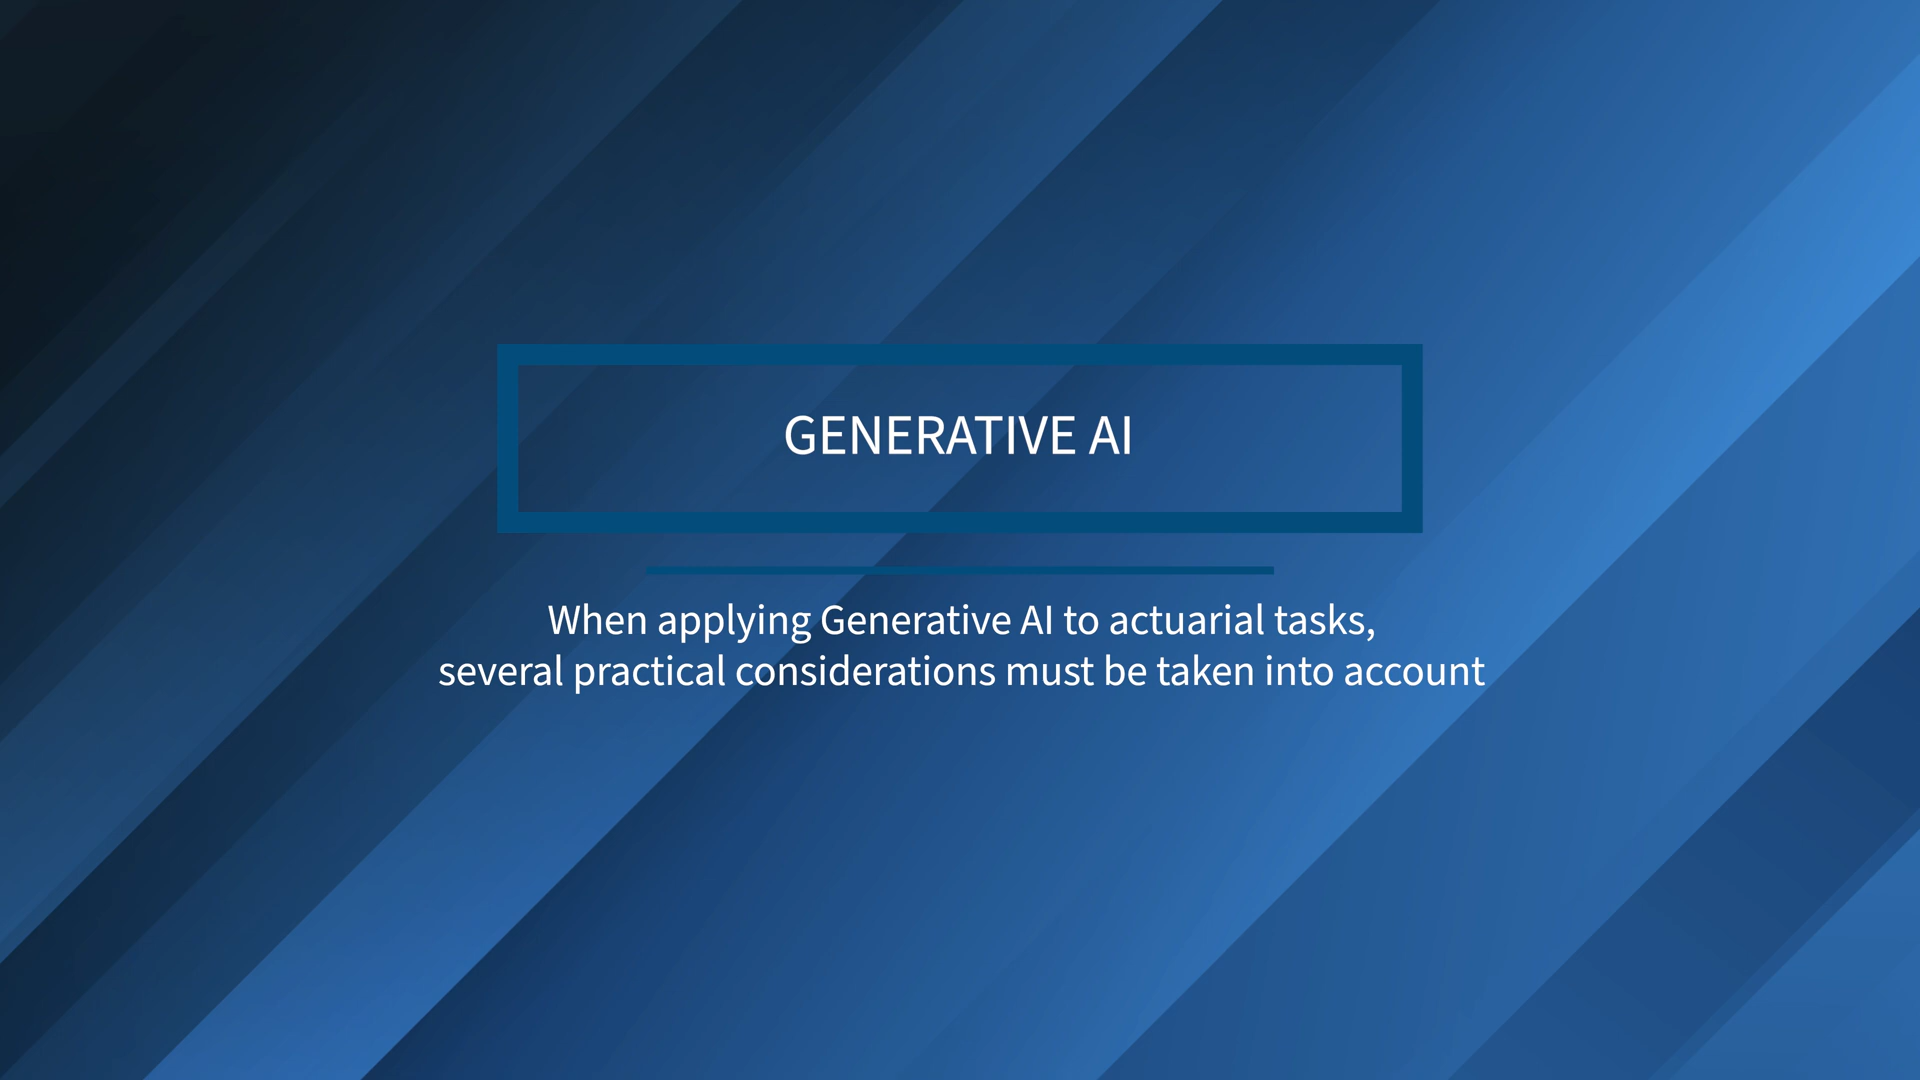 GENERATIVE AI
When applying Generative AI to actuarial tasks,
several practical considerations must be taken into account